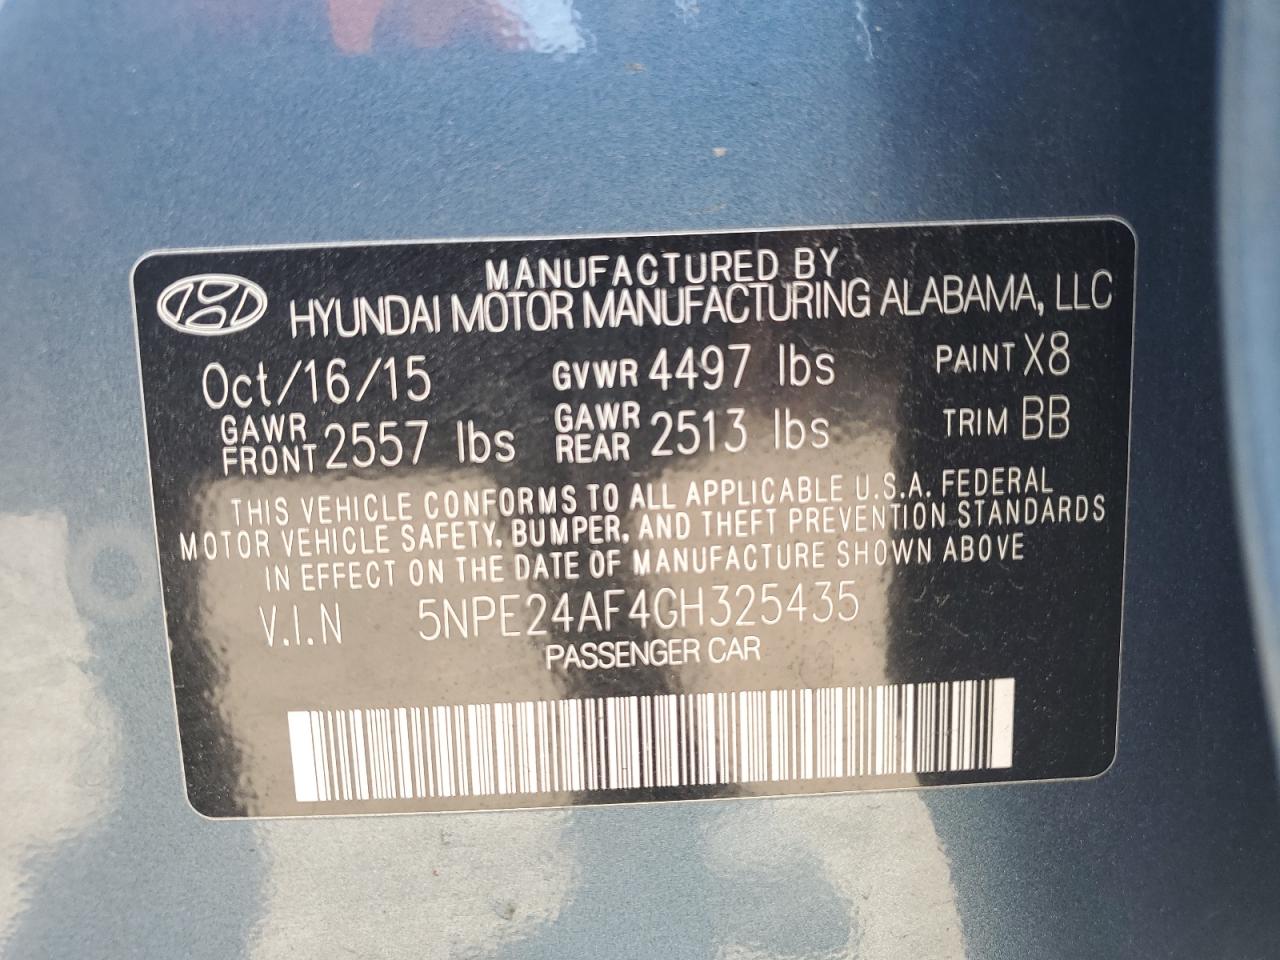 MANUFACTURED BY
HYUNDAI MOTOR MANUFACTURING ALABAMA, LLC
Oct/16/15 GVWR 4497 lbs PAINT X8
GAWR FRONT 2557 lbs GAWR REAR 2513 lbs TRIM BB
THIS VEHICLE CONFORMS TO ALL APPLICABLE U.S.A. FEDERAL
MOTOR VEHICLE SAFETY, BUMPER, AND THEFT PREVENTION STANDARDS
IN EFFECT ON THE DATE OF MANUFACTURE SHOWN ABOVE
V.I.N 5NPE24AF4GH325435
PASSENGER CAR